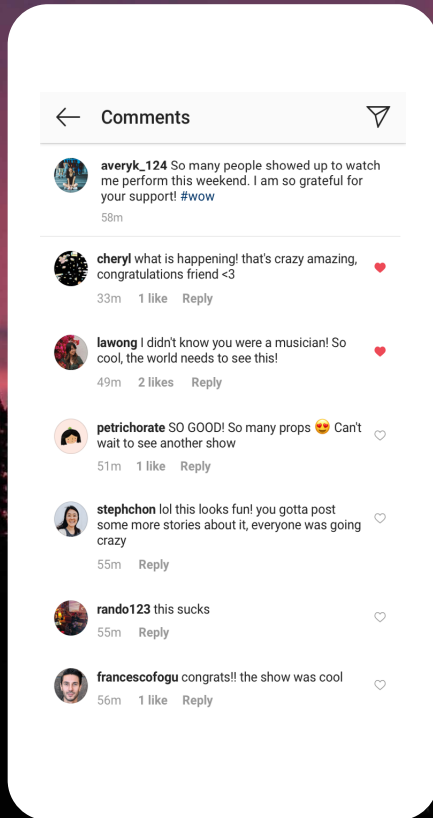 Comments
averyk_124 So many people showed up to watch
me perform this weekend. I am so grateful for
your support! #wow
58m
cheryl what is happening! that's crazy amazing,
congratulations friend <3
33m 1 like Reply
lawong I didn't know you were a musician! So
cool, the world needs to see this!
49m 2 likes Reply
petrichorate SO GOOD! So many props 😍 Can't
wait to see another show
51m 1 like Reply
stephchon lol this looks fun! you gotta post
some more stories about it, everyone was going
crazy
55m Reply
rando123 this sucks
55m Reply
francescofogu congrats!! the show was cool
56m 1 like Reply